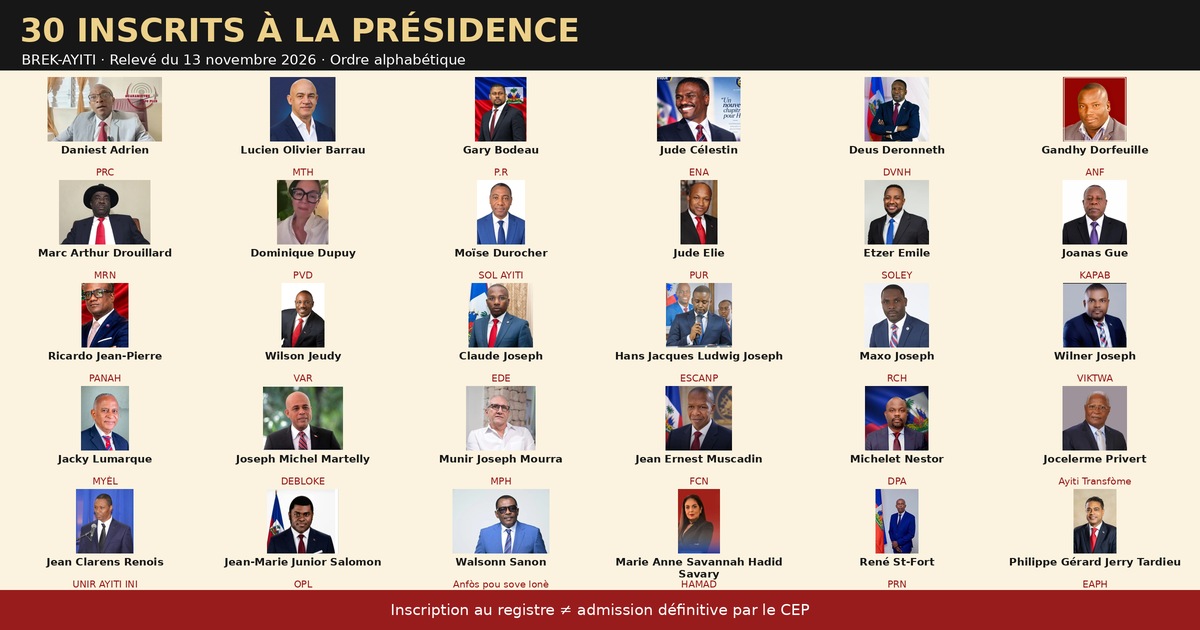 30 INSCRITS À LA PRÉSIDENCE
BREK-AYITI · Relevé du 13 novembre 2026 · Ordre alphabétique
"Un
nouveau
chapitre
pour H
Daniest Adrien
Lucien Olivier Barrau
Gary Bodeau
Jude Célestin
Deus Deronneth
Gandhy Dorfeuille
PRC
MTH
P.R
ENA
DVNH
ANF
Marc Arthur Drouillard
Dominique Dupuy
Moïse Durocher
Jude Elie
Etzer Emile
Joanas Gue
MRN
PVD
SOL AYITI
PUR
SOLEY
KAPAB
Ricardo Jean-Pierre
Wilson Jeudy
Claude Joseph
Hans Jacques Ludwig Joseph
Maxo Joseph
Wilner Joseph
PANAH
VAR
EDE
ESCANP
RCH
VIKTWA
Jacky Lumarque
Joseph Michel Martelly
Munir Joseph Mourra
Jean Ernest Muscadin
Michelet Nestor
Jocelerme Privert
MYÈL
DEBLOKE
MPH
FCN
DPA
Ayiti Transfòme
Jean Clarens Renois
Jean-Marie Junior Salomon
Walsonn Sanon
Marie Anne Savannah Hadid
Savary
René St-Fort
Philippe Gérard Jerry Tardieu
UNIR AYITI INI
OPL
Anfòs pou sove lonè
HAMAD
PRN
EAPH
Inscription au registre ≠ admission définitive par le CEP